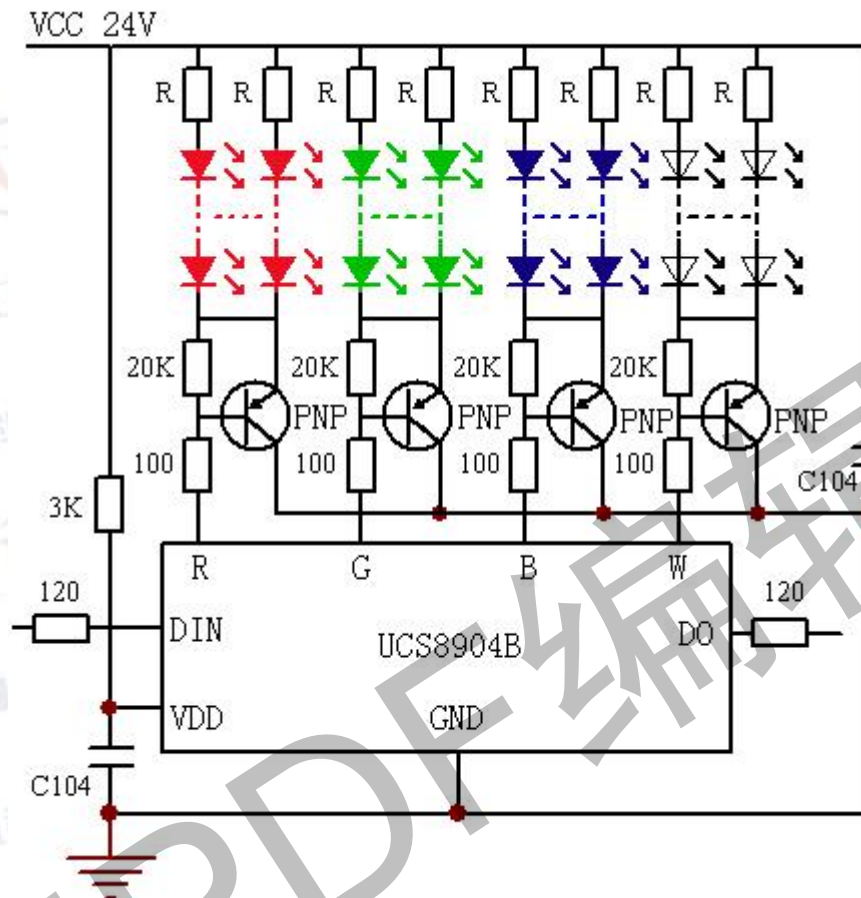 VCC 24V
R R R R R R R R
20K 20K 20K 20K
PNP PNP PNP PNP
100 100 100 100
C104
3K
R G B W
120 120
DIN UCS8904B DO
VDD GND
C104
PDF编辑